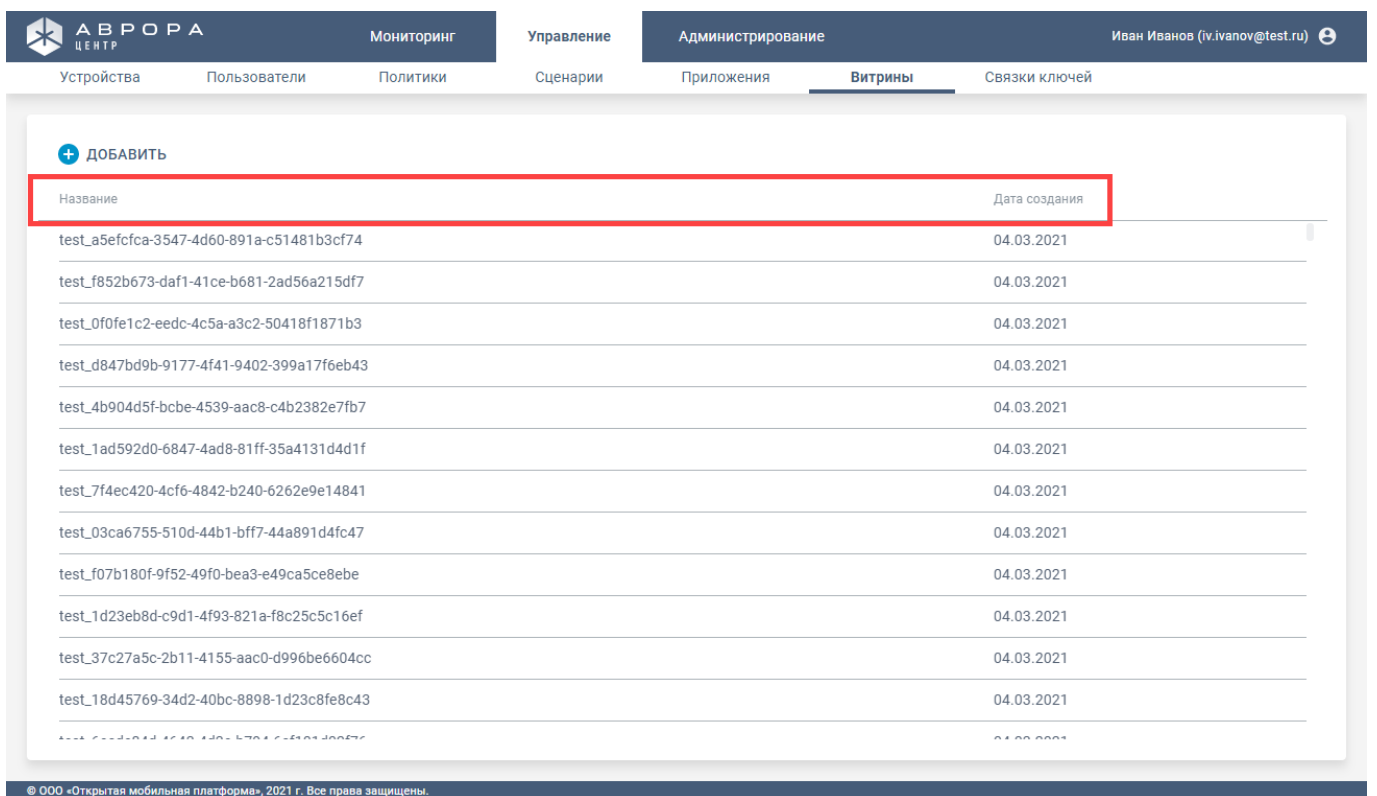 АВРОРА
ЦЕНТР
Мониторинг Управление Администрирование Иван Иванов (iv.ivanov@test.ru)
Устройства Пользователи Политики Сценарии Приложения Витрины Связки ключей
ДОБАВИТЬ
Название Дата создания
test_a5efcfca-3547-4d60-891a-c51481b3cf74 04.03.2021
test_f852b673-daf1-41ce-b681-2ad56a215df7 04.03.2021
test_0f0fe1c2-eedc-4c5a-a3c2-50418f1871b3 04.03.2021
test_d847bd9b-9177-4f41-9402-399a17f6eb43 04.03.2021
test_4b904d5f-bcbe-4539-aac8-c4b2382e7fb7 04.03.2021
test_1ad592d0-6847-4ad8-81ff-35a4131d4d1f 04.03.2021
test_7f4ec420-4cf6-4842-b240-6262e9e14841 04.03.2021
test_03ca6755-510d-44b1-bff7-44a891d4fc47 04.03.2021
test_f07b180f-9f52-49f0-bea3-e49ca5ce8ebe 04.03.2021
test_1d23eb8d-c9d1-4f93-821a-f8c25c5c16ef 04.03.2021
test_37c27a5c-2b11-4155-aac0-d996be6604cc 04.03.2021
test_18d45769-34d2-40bc-8898-1d23c8fe8c43 04.03.2021
© ООО «Открытая мобильная платформа», 2021 г. Все права защищены.